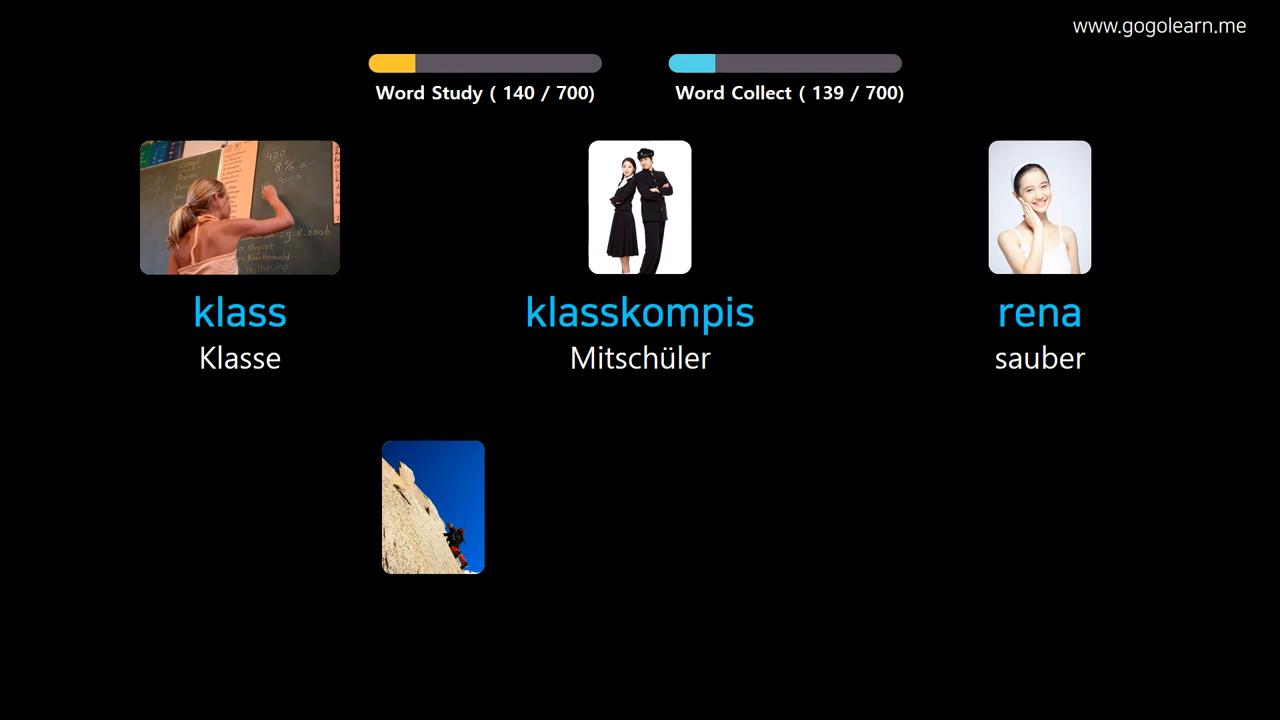 www.gogolearn.me
Word Study ( 140 / 700)
Word Collect ( 139 / 700)
klass
Klasse
klasskompis
Mitschüler
rena
sauber